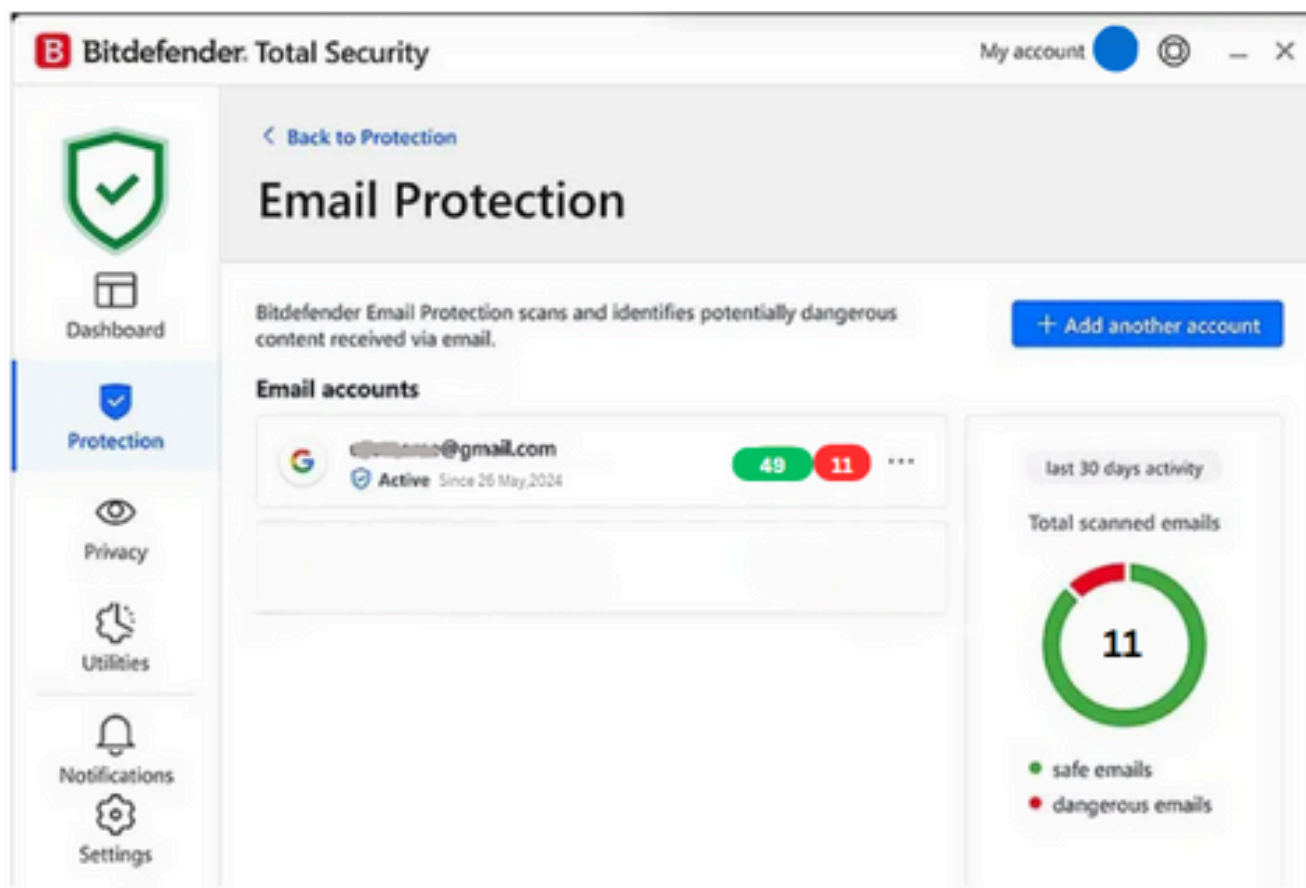 B Bitdefender Total Security
My account
Dashboard
Protection
Privacy
Utilities
Notifications
Settings
Back to Protection
Email Protection
Bitdefender Email Protection scans and identifies potentially dangerous
content received via email.
+ Add another account
Email accounts
G
@gmail.com
Active Since 26 May,2024
49 11
last 30 days activity
Total scanned emails
11
safe emails
dangerous emails